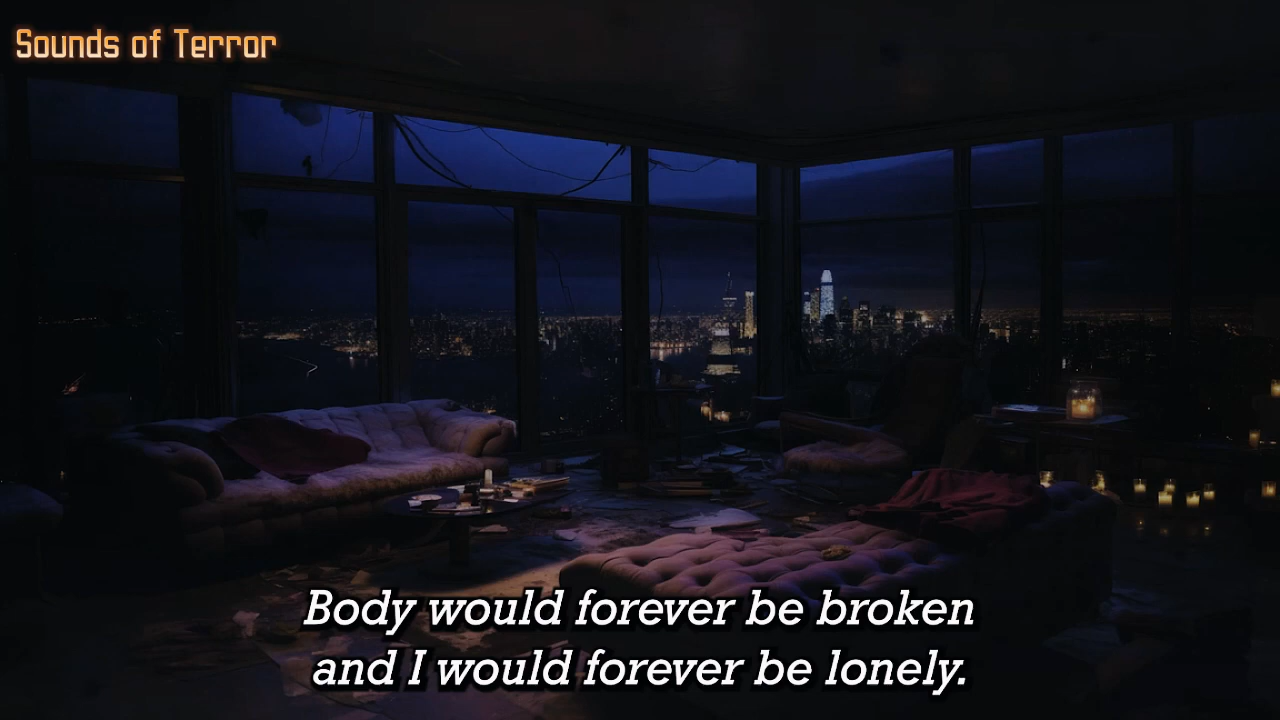 Sounds of Terror
Body would forever be broken
and I would forever be lonely.